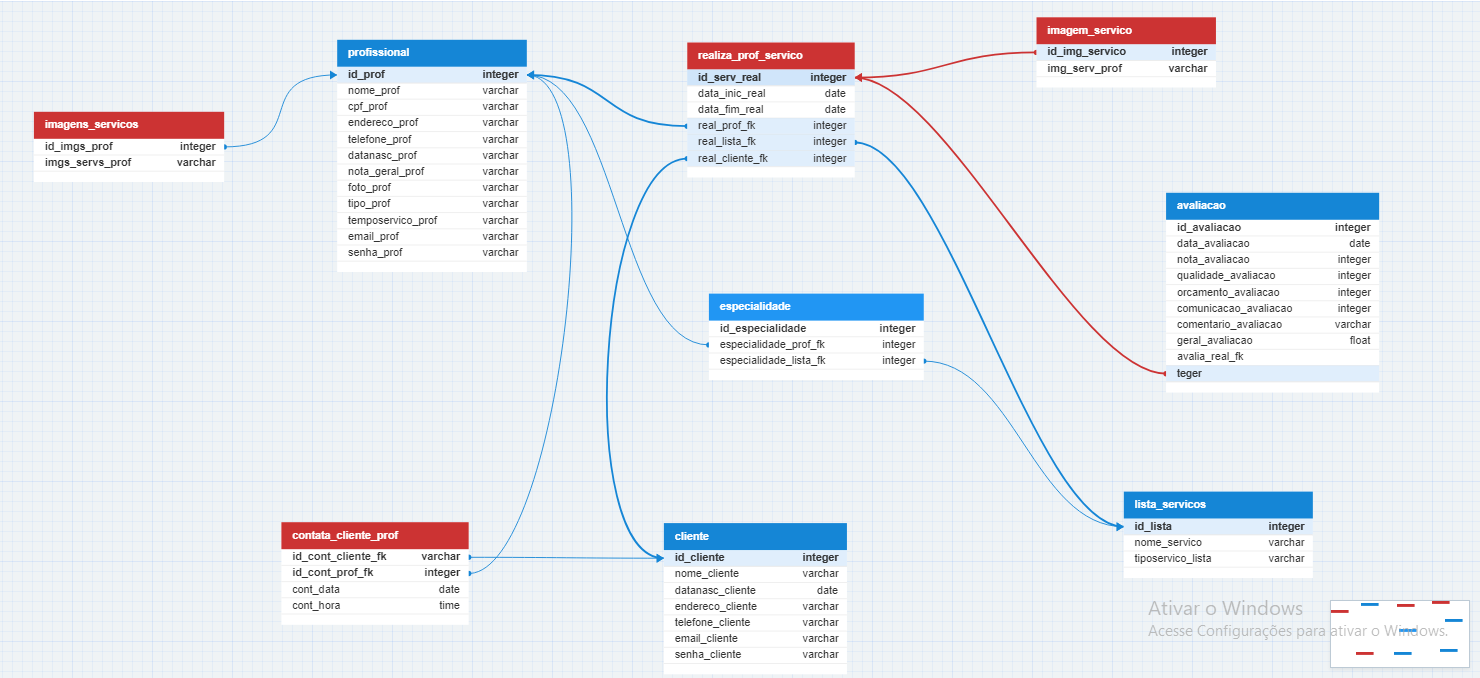 imagens_servicos
id_imgs_prof integer
imgs_servs_prof varchar
profissional
id_prof integer
nome_prof varchar
cpf_prof varchar
endereco_prof varchar
telefone_prof varchar
datanasc_prof varchar
nota_geral_prof varchar
foto_prof varchar
tipo_prof varchar
temposervico_prof varchar
email_prof varchar
senha_prof varchar
realiza_prof_servico
id_serv_real integer
data_inic_real date
data_fim_real date
real_prof_fk integer
real_lista_fk integer
real_cliente_fk integer
imagem_servico
id_img_servico integer
img_serv_prof varchar
avaliacao
id_avaliacao integer
data_avaliacao date
nota_avaliacao integer
qualidade_avaliacao integer
orcamento_avaliacao integer
comunicacao_avaliacao integer
comentario_avaliacao varchar
geral_avaliacao float
avalia_real_fk
teger
especialidade
id_especialidade integer
especialidade_prof_fk integer
especialidade_lista_fk integer
contata_cliente_prof
id_cont_cliente_fk varchar
id_cont_prof_fk integer
cont_data date
cont_hora time
cliente
id_cliente integer
nome_cliente varchar
datanasc_cliente date
endereco_cliente varchar
telefone_cliente varchar
email_cliente varchar
senha_cliente varchar
lista_servicos
id_lista integer
nome_servico varchar
tiposervico_lista varchar
Ativar o Windows
Acesse Configurações para ativar o Windows.